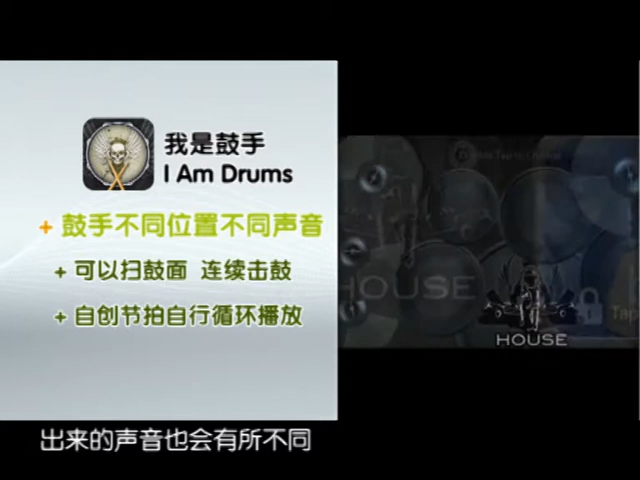 我是鼓手
I Am Drums
+ 鼓手不同位置不同声音
+ 可以扫鼓面 连续击鼓
+ 自创节拍自行循环播放
HOUSE
HOUSE
Tap
出来的声音也会有所不同